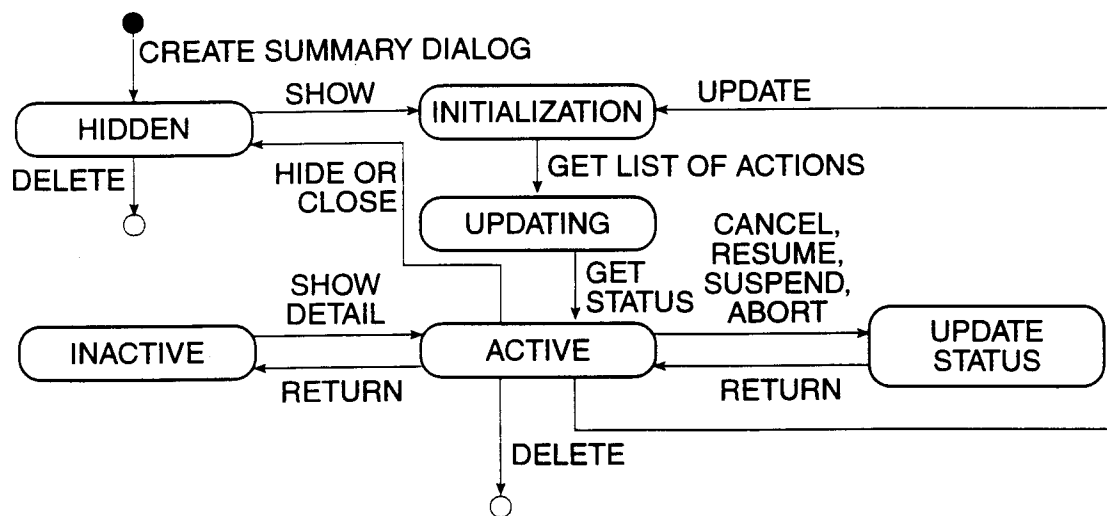 CREATE SUMMARY DIALOG
SHOW
UPDATE
HIDDEN
INITIALIZATION
DELETE
HIDE OR
CLOSE
GET LIST OF ACTIONS
UPDATING
CANCEL,
RESUME,
SUSPEND,
ABORT
GET
STATUS
SHOW
DETAIL
INACTIVE
ACTIVE
UPDATE
STATUS
RETURN
RETURN
DELETE